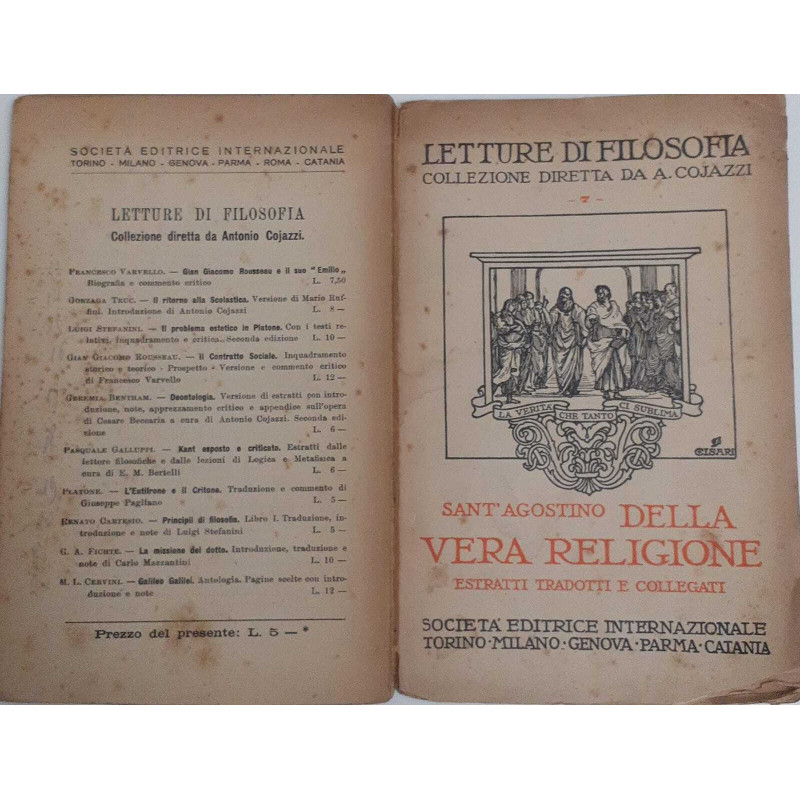 SOCIETÀ EDITRICE INTERNAZIONALE
TORINO - MILANO - GENOVA - PARMA - ROMA - CATANIA
LETTURE DI FILOSOFIA
Collezione diretta da Antonio Cojazzi.
FRANCESCO VARVELLO. — Gian Giacomo Rousseau e il suo "Emilio„
Biografia e commento critico L. 7,50
GONZAGA TRUC. — Il ritorno alla Scolastica. Versione di Mario Ruf-
fini. Introduzione di Antonio Cojazzi L. 8 —
LUIGI STEFANINI. — Il problema estetico in Platone. Con i testi re-
lativi, inquadramento e critica. Seconda edizione L. 10 —
GIAN GIACOMO ROUSSEAU. — Il Contratto Sociale. Inquadramento
storico e teorico - Prospetto - Versione e commento critico
di Francesco Varvello L. 12 —
GEREMIA BENTHAM. — Deontologia. Versione di estratti con intro-
duzione, note, apprezzamento critico e appendice sull'opera
di Cesare Beccaria a cura di Antonio Cojazzi. Seconda edi-
zione L. 6 —
PASQUALE GALLUPPI. — Kant esposto e criticato. Estratti dalle
lettere filosofiche e dalle lezioni di Logica e Metafisica a
cura di E. M. Bertelli L. 6 —
PLATONE. — L'Eutifrone e il Critone. Traduzione e commento di
Giuseppe Pagliano L. 5 —
RENATO CARTESIO. — Principii di filosofia. Libro I. Traduzione, in-
troduzione e note di Luigi Stefanini L. 5 —
G. A. FICHTE. — La missione del dotto. Introduzione, traduzione e
note di Carlo Mazzantini L. 10 —
M. L. CERVINI. — Galileo Galilei. Antologia. Pagine scelte con intro-
duzione e note L. 12 —
Prezzo del presente: L. 5 — *
LETTURE DI FILOSOFIA
COLLEZIONE DIRETTA DA A. COJAZZI
- 7 -
LA VERITA CHE TANTO CI SUBLIMA
CISARI
SANT'AGOSTINO DELLA
VERA RELIGIONE
ESTRATTI TRADOTTI E COLLEGATI
SOCIETA' EDITRICE INTERNAZIONALE
TORINO · MILANO · GENOVA · PARMA · CATANIA